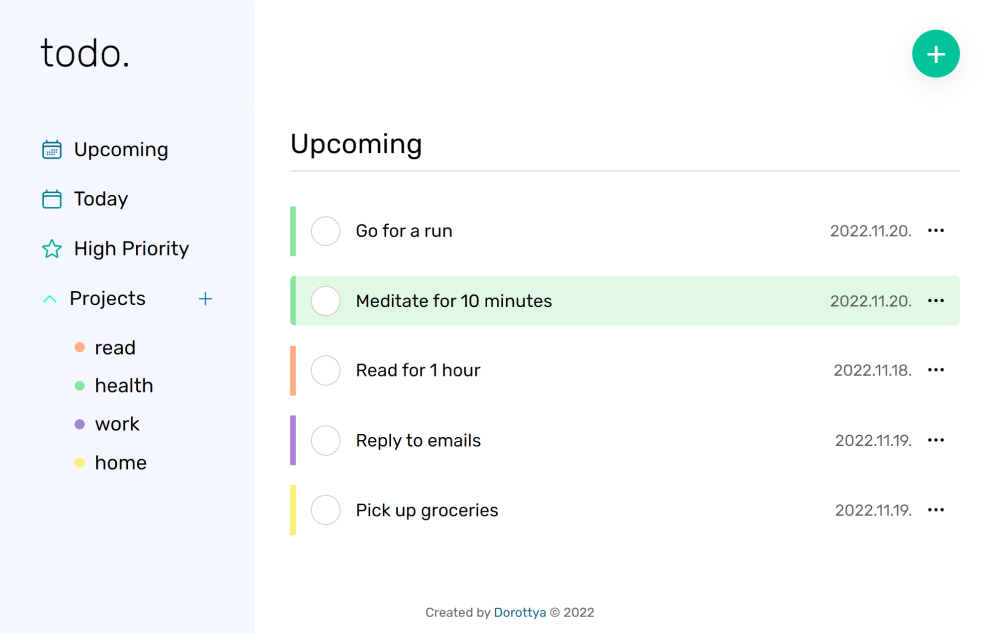 todo.
Upcoming
Today
High Priority
Projects
read
health
work
home
Upcoming
Go for a run 2022.11.20.
Meditate for 10 minutes 2022.11.20.
Read for 1 hour 2022.11.18.
Reply to emails 2022.11.19.
Pick up groceries 2022.11.19.
Created by Dorottya © 2022